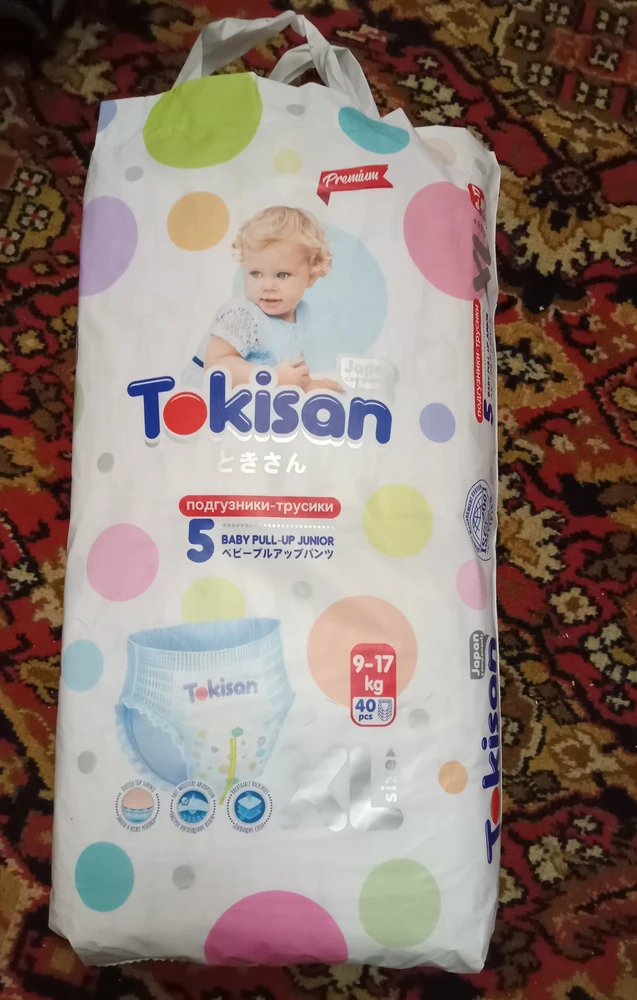 Premium
Japan
Tokisan
ときさん
подгузники-трусики
5
BABY PULL-UP JUNIOR
ベビープルアップパンツ
Tokisan
9-17
kg
40
pcs
XL
size
XL
подгузники-трусики
5
Japan
Tokisan